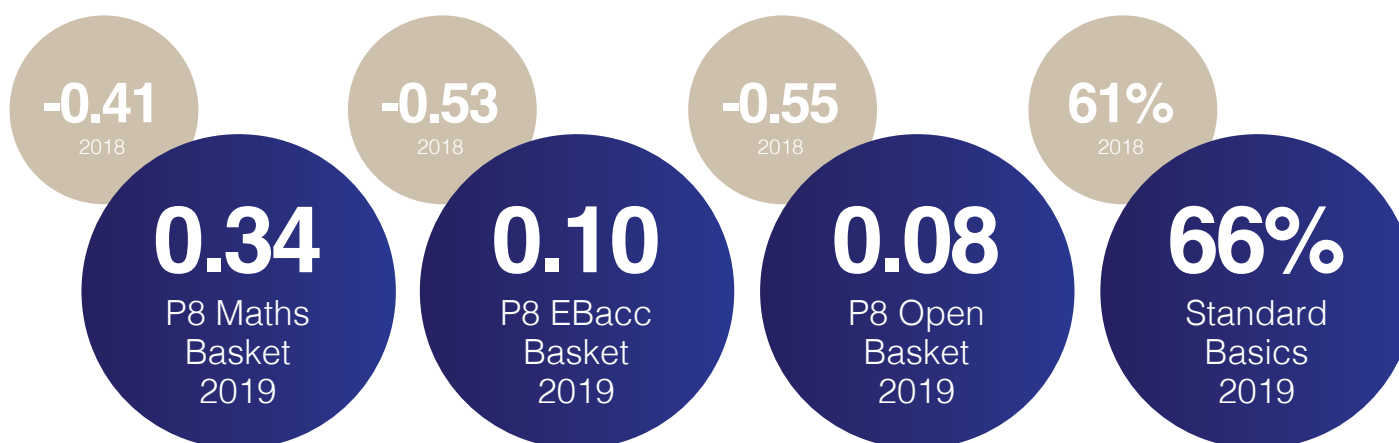 -0.41
2018
0.34
P8 Maths
Basket
2019
-0.53
2018
0.10
P8 EBacc
Basket
2019
-0.55
2018
0.08
P8 Open
Basket
2019
61%
2018
66%
Standard
Basics
2019